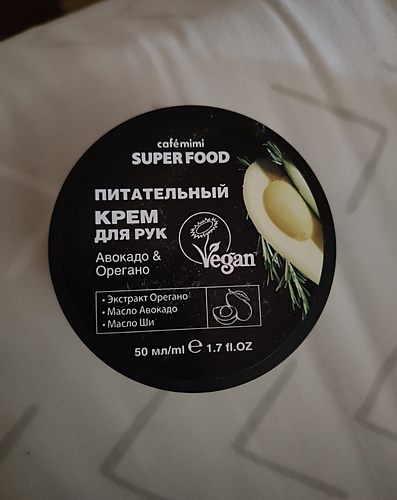 cafémimi
SUPER FOOD
ПИТАТЕЛЬНЫЙ
КРЕМ
ДЛЯ РУК
Авокадо &
Орегано
Vegan
• Экстракт Орегано
• Масло Авокадо
• Масло Ши
50 мл/ml e 1.7 fl.OZ